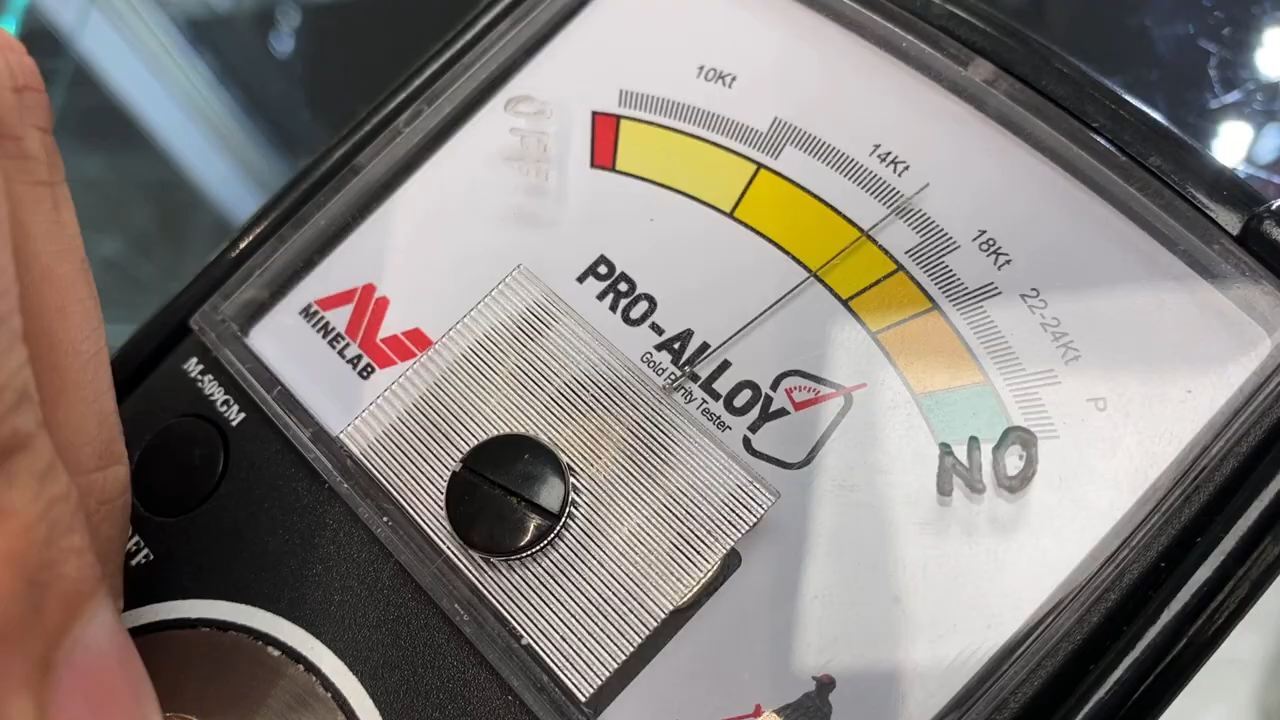 10Kt
14Kt
18Kt
22-24Kt
P
OFF
NO
PRO-ALLOY
Gold Purity Tester
MINELAB
M-509GM